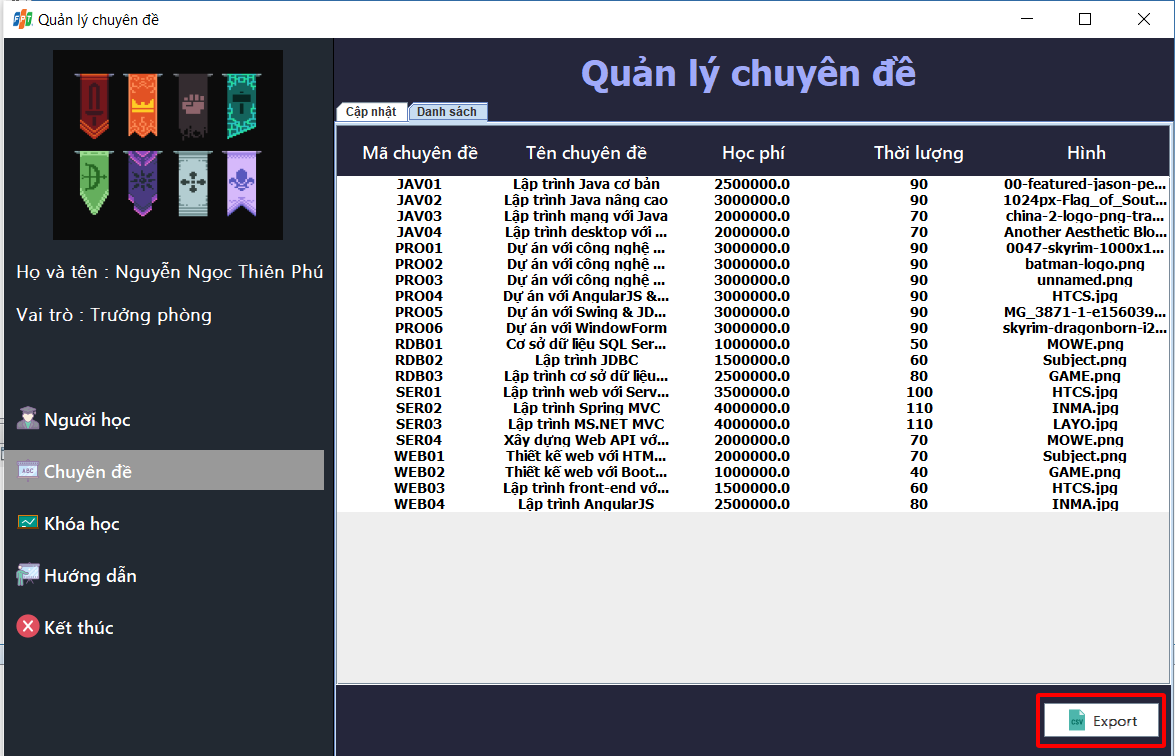 FPT Quản lý chuyên đề
Quản lý chuyên đề
Cập nhật Danh sách
Mã chuyên đề Tên chuyên đề Học phí Thời lượng Hình
JAV01 Lập trình Java cơ bản 2500000.0 90 00-featured-jason-pe...
JAV02 Lập trình Java nâng cao 3000000.0 90 1024px-Flag_of_Sout...
JAV03 Lập trình mạng với Java 2000000.0 70 china-2-logo-png-tra...
JAV04 Lập trình desktop với ... 2000000.0 70 Another Aesthetic Blo...
PRO01 Dự án với công nghệ ... 3000000.0 90 0047-skyrim-1000x1...
PRO02 Dự án với công nghệ ... 3000000.0 90 batman-logo.png
PRO03 Dự án với công nghệ ... 3000000.0 90 unnamed.png
PRO04 Dự án với AngularJS &... 3000000.0 90 HTCS.jpg
PRO05 Dự án với Swing & JD... 3000000.0 90 MG_3871-1-e156039...
PRO06 Dự án với WindowForm 3000000.0 90 skyrim-dragonborn-i2...
RDB01 Cơ sở dữ liệu SQL Ser... 1000000.0 50 MOWE.png
RDB02 Lập trình JDBC 1500000.0 60 Subject.png
RDB03 Lập trình cơ sở dữ liệu... 2500000.0 80 GAME.png
SER01 Lập trình web với Serv... 3500000.0 100 HTCS.jpg
SER02 Lập trình Spring MVC 4000000.0 110 INMA.jpg
SER03 Lập trình MS.NET MVC 4000000.0 110 LAYO.jpg
SER04 Xây dựng Web API vớ... 2000000.0 70 MOWE.png
WEB01 Thiết kế web với HTM... 2000000.0 70 Subject.png
WEB02 Thiết kế web với Boot... 1000000.0 40 GAME.png
WEB03 Lập trình front-end vớ... 1500000.0 60 HTCS.jpg
WEB04 Lập trình AngularJS 2500000.0 80 INMA.jpg
Họ và tên : Nguyễn Ngọc Thiên Phú
Vai trò : Trưởng phòng
Người học
ABC Chuyên đề
Khóa học
Hướng dẫn
Kết thúc
CSV Export